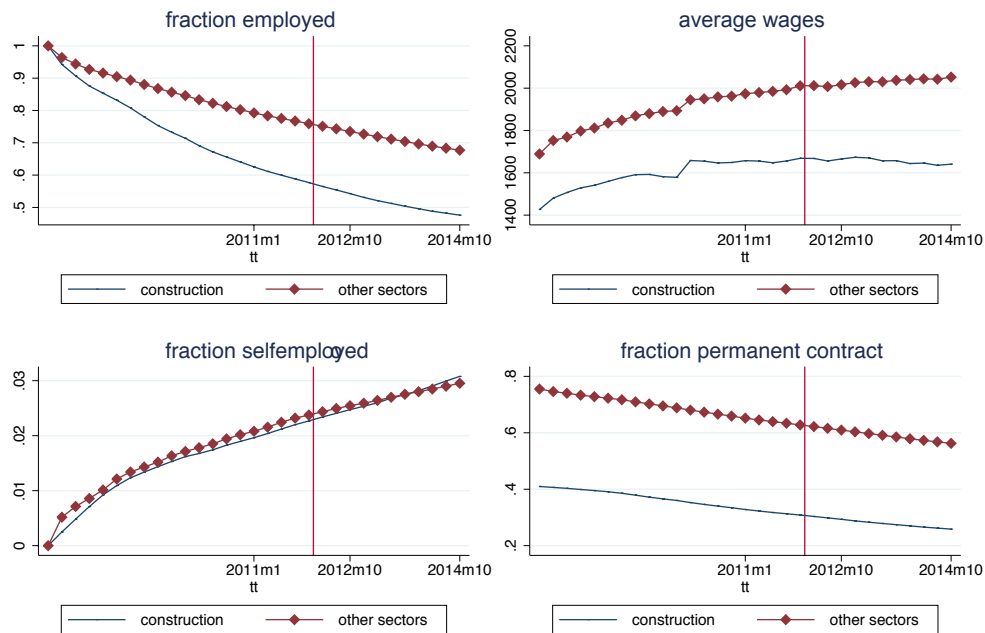 fraction employed
1
.9
.8
.7
.6
.5
2011m1 2012m10 2014m10
tt
construction other sectors
average wages
2200
2000
1800
1600
1400
2011m1 2012m10 2014m10
tt
construction other sectors
fraction selfemployed
.03
.02
.01
0
2011m1 2012m10 2014m10
tt
construction other sectors
fraction permanent contract
.8
.6
.4
.2
2011m1 2012m10 2014m10
tt
construction other sectors